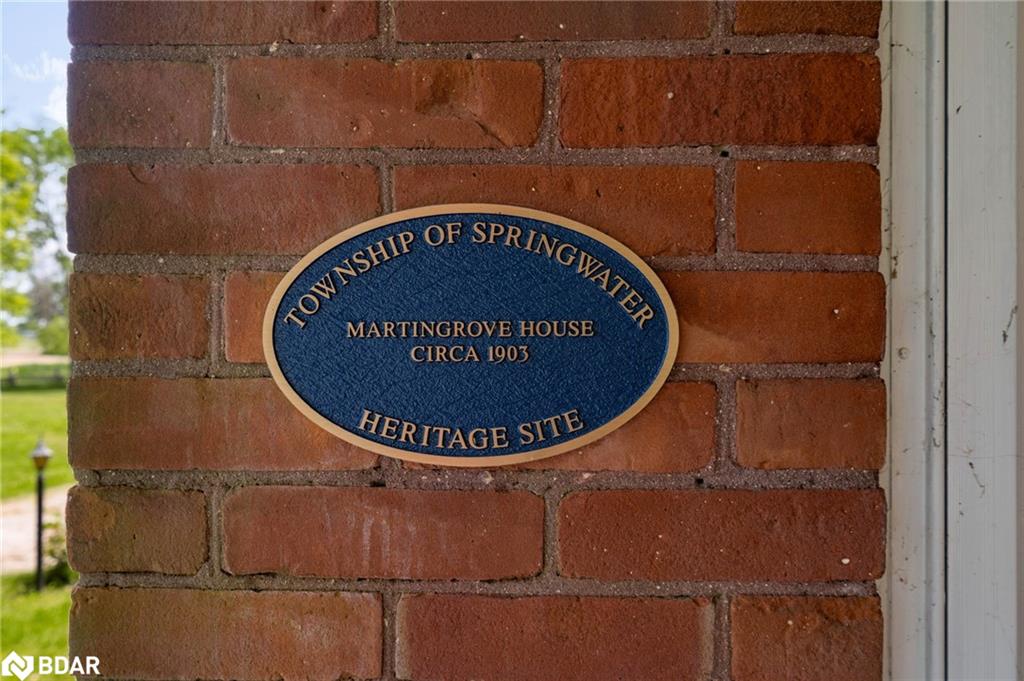 TOWNSHIP OF SPRINGWATER
MARTINGROVE HOUSE
CIRCA 1903
HERITAGE SITE
BDAR